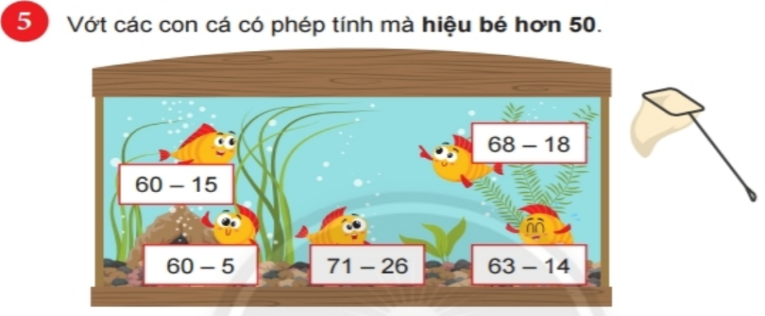 5 Vớt các con cá có phép tính mà hiệu bé hơn 50.
68 – 18
60 – 15
60 – 5 71 – 26 63 – 14